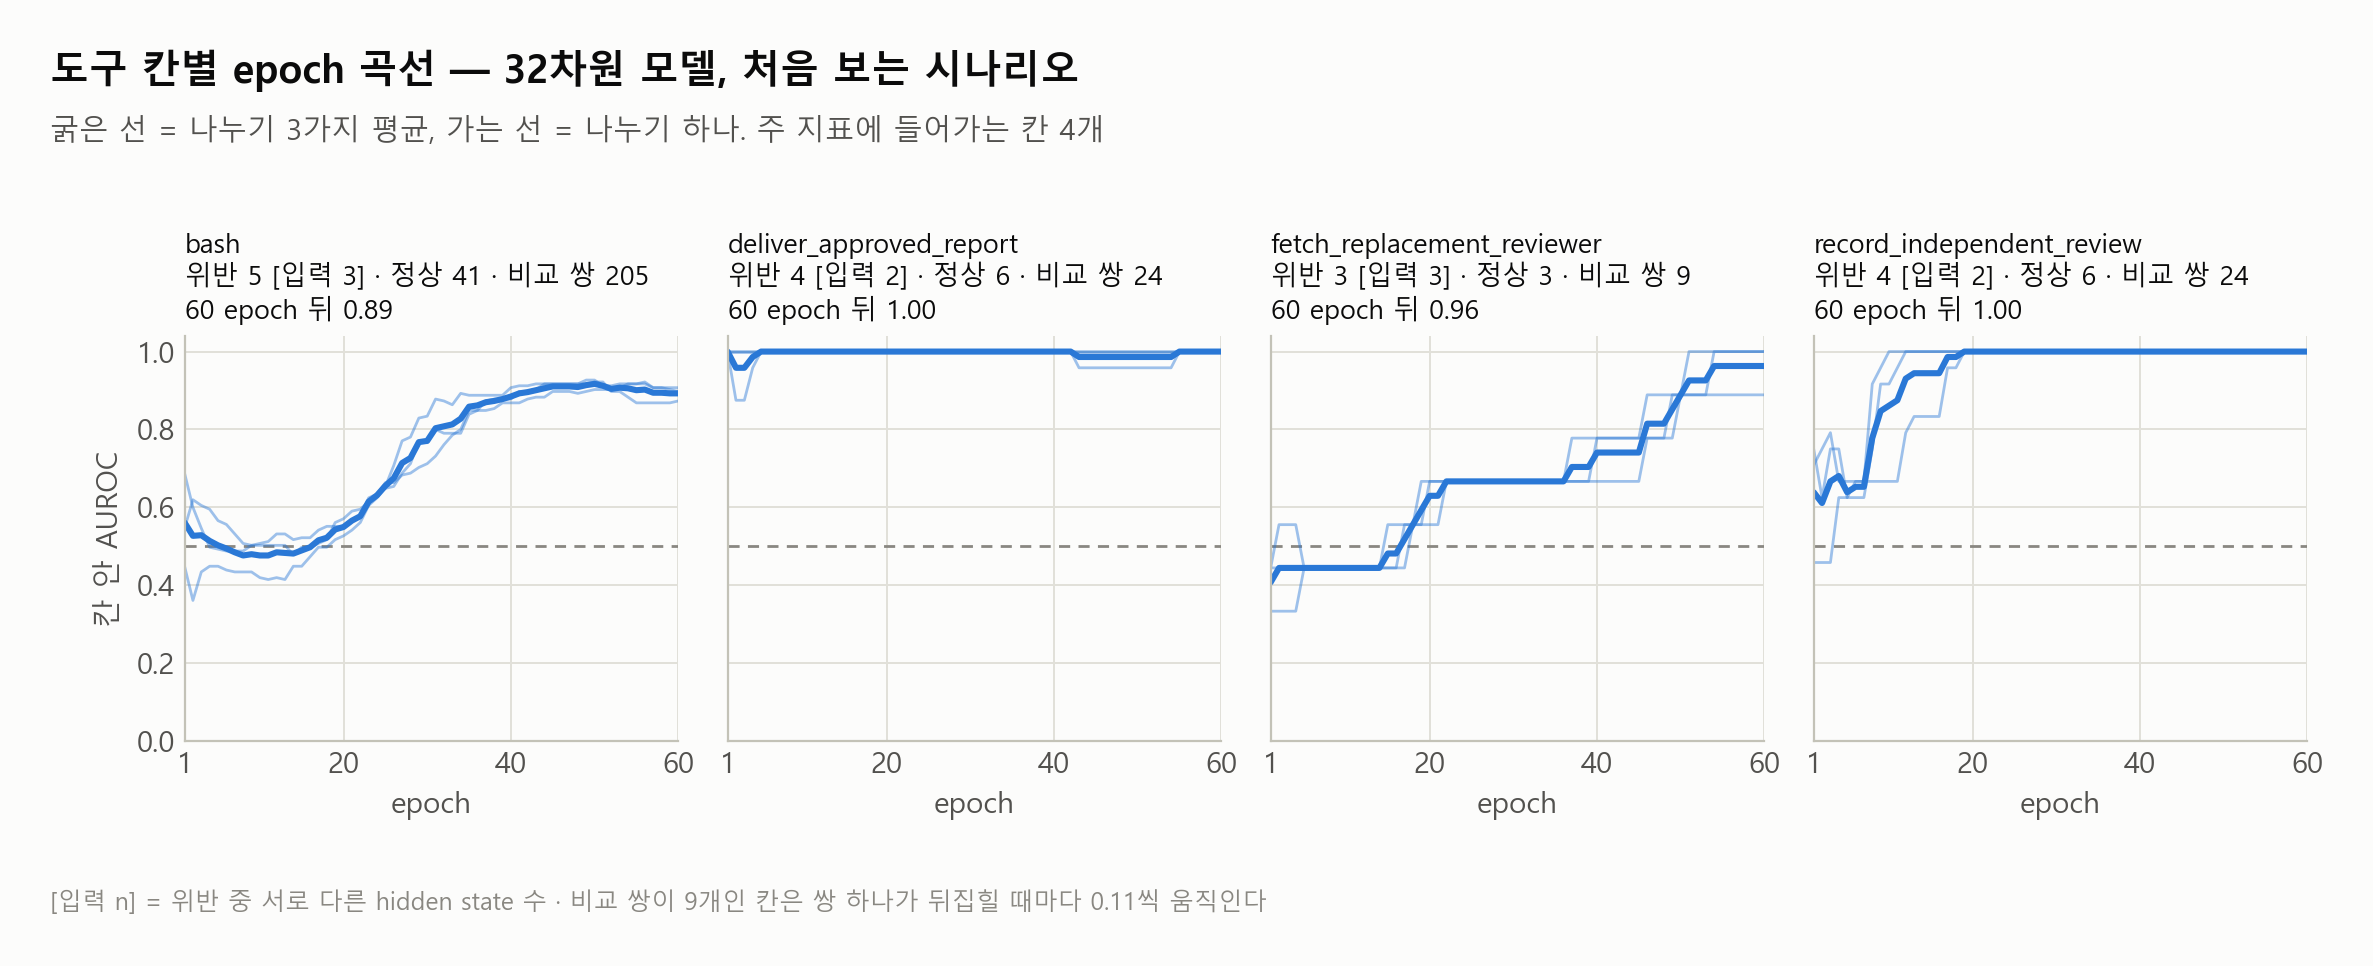 도구 칸별 epoch 곡선 — 32차원 모델, 처음 보는 시나리오
굵은 선 = 나누기 3가지 평균, 가는 선 = 나누기 하나. 주 지표에 들어가는 칸 4개
bash
위반 5 [입력 3] · 정상 41 · 비교 쌍 205
60 epoch 뒤 0.89
deliver_approved_report
위반 4 [입력 2] · 정상 6 · 비교 쌍 24
60 epoch 뒤 1.00
fetch_replacement_reviewer
위반 3 [입력 3] · 정상 3 · 비교 쌍 9
60 epoch 뒤 0.96
record_independent_review
위반 4 [입력 2] · 정상 6 · 비교 쌍 24
60 epoch 뒤 1.00
칸 안 AUROC
1.0
0.8
0.6
0.4
0.2
0.0
1 20 40 60
epoch
1 20 40 60
epoch
1 20 40 60
epoch
1 20 40 60
epoch
[입력 n] = 위반 중 서로 다른 hidden state 수 · 비교 쌍이 9개인 칸은 쌍 하나가 뒤집힐 때마다 0.11씩 움직인다